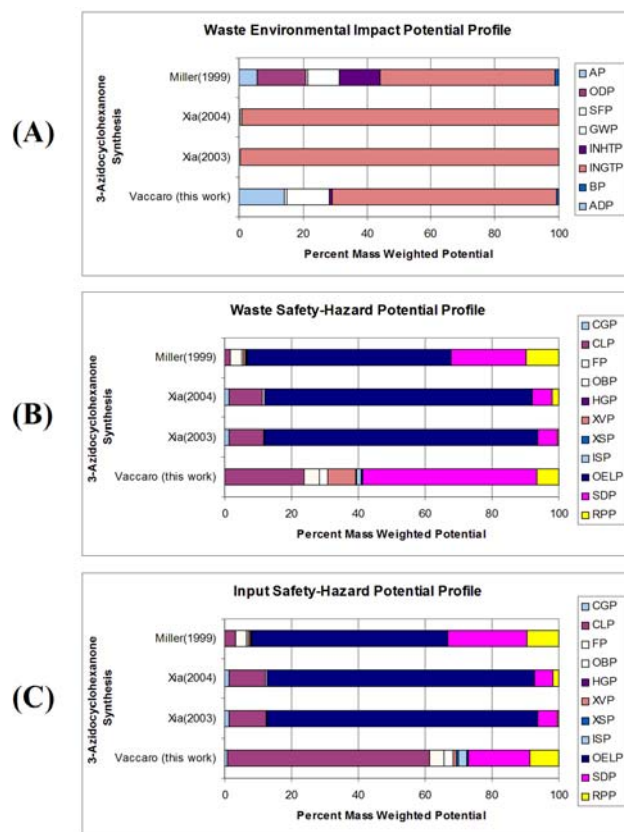 (A)
Waste Environmental Impact Potential Profile
3-Azidocyclohexanone
Synthesis
Miller(1999)
Xia(2004)
Xia(2003)
Vaccaro (this work)
0 20 40 60 80 100
Percent Mass Weighted Potential
AP
ODP
SFP
GWP
INHTP
INGTP
BP
ADP
(B)
Waste Safety-Hazard Potential Profile
3-Azidocyclohexanone
Synthesis
Miller(1999)
Xia(2004)
Xia(2003)
Vaccaro (this work)
0 20 40 60 80 100
Percent Mass Weighted Potential
CGP
CLP
FP
OBP
HGP
XVP
XSP
ISP
OELP
SDP
RPP
(C)
Input Safety-Hazard Potential Profile
3-Azidocyclohexanone
Synthesis
Miller(1999)
Xia(2004)
Xia(2003)
Vaccaro (this work)
0 20 40 60 80 100
Percent Mass Weighted Potential
CGP
CLP
FP
OBP
HGP
XVP
XSP
ISP
OELP
SDP
RPP